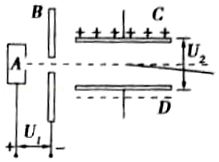 B
C
+ + + + + +
U₂
A
D
U₁
+ -